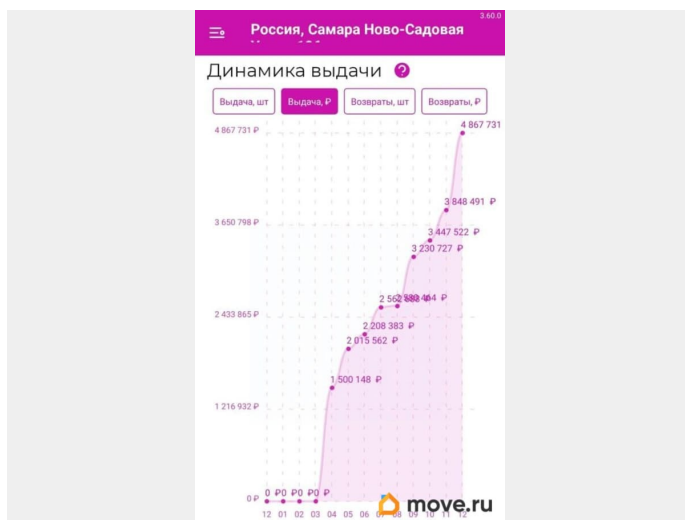 3.60.0
Россия, Самара Ново-Садовая
Динамика выдачи ?
Выдача, шт
Выдача, ₽
Возвраты, шт
Возвраты, ₽
4 867 731 ₽
4 867 731
3 848 491 ₽
3 650 798 ₽
3 447 522 ₽
3 230 727 ₽
2 433 865 ₽
2 208 383 ₽
2 015 562 ₽
1 500 148 ₽
1 216 932 ₽
0 ₽
0 ₽0 ₽0 ₽0 ₽
12 01 02 03 04 05 06 07 08 09 10 11 12
move.ru